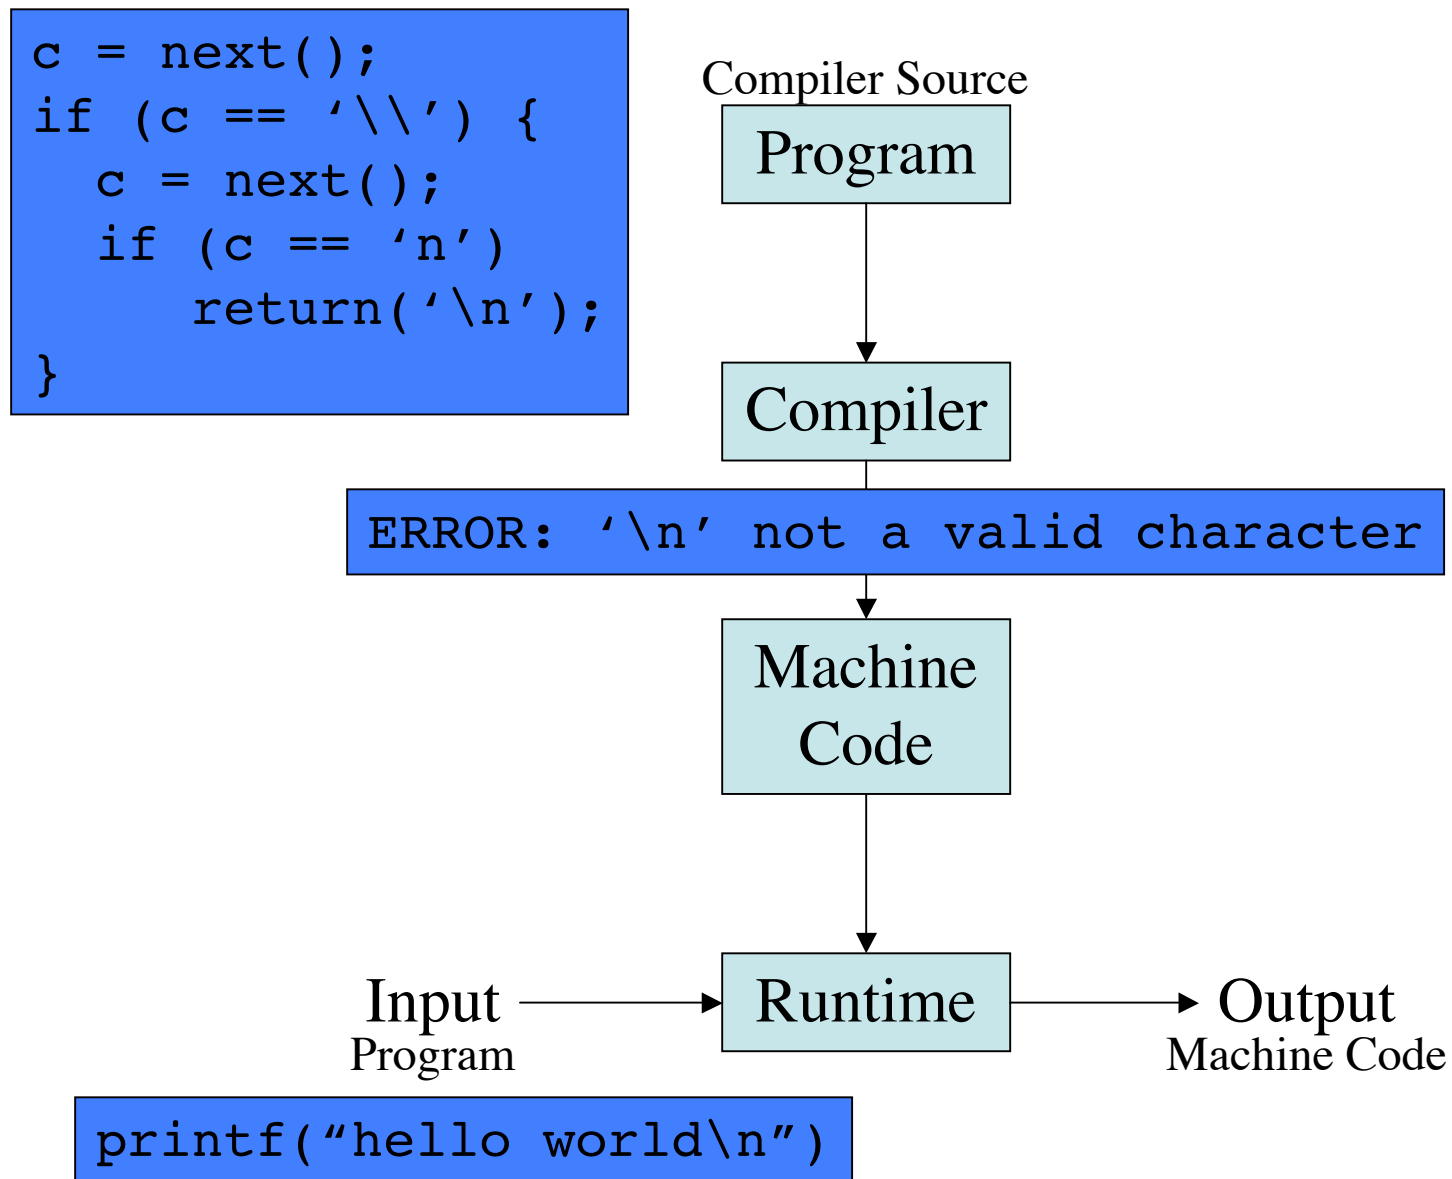 c = next();
if (c == ‘\\’) {
  c = next();
  if (c == ‘n’)
     return(‘\n’);
}
Compiler Source
Program
Compiler
ERROR: ‘\n’ not a valid character
Machine
Code
Input
Program
Runtime
Output
Machine Code
printf(“hello world\n”)